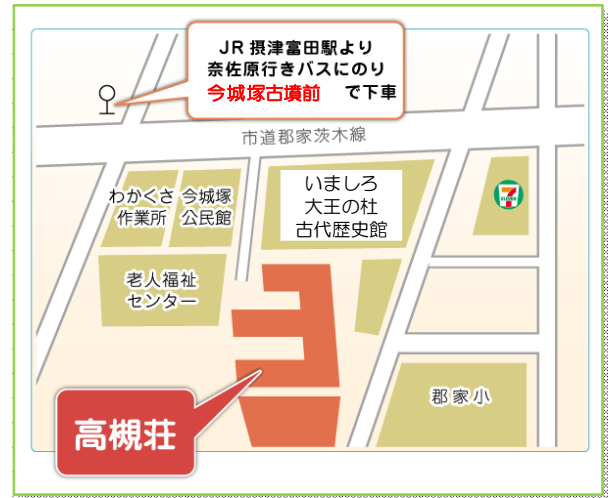 JR 摂津富田駅より
奈佐原行きバスにのり
今城塚古墳前 で下車
市道郡家茨木線
わかくさ
作業所
今城塚
公民館
いましろ
大王の杜
古代歴史館
7
ELEVEN
老人福祉
センター
郡家小
高槻荘